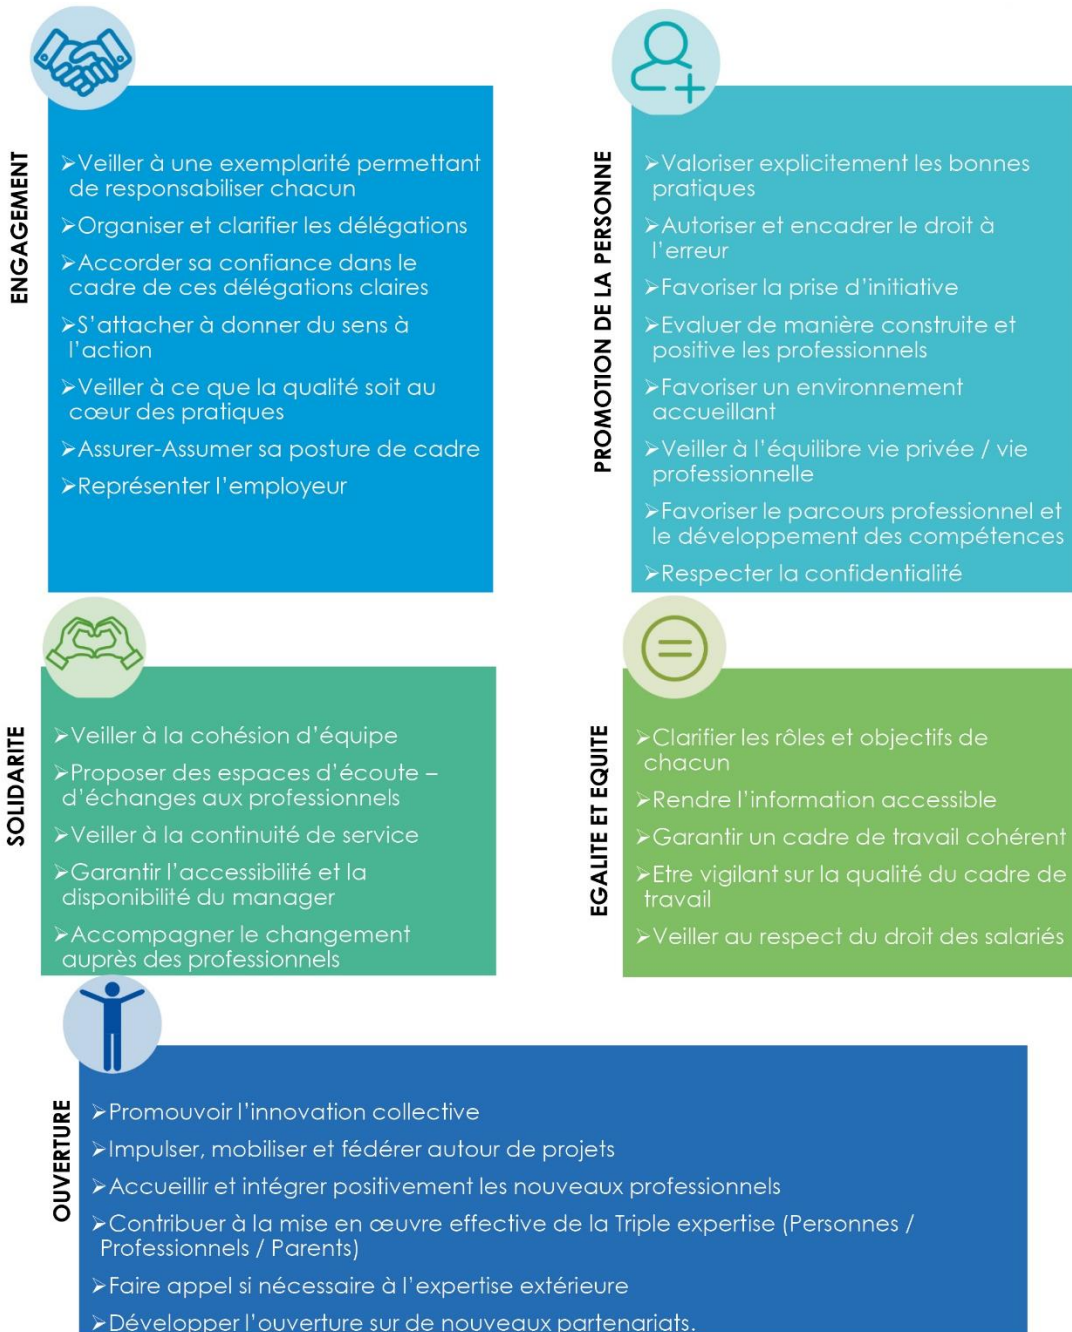 ENGAGEMENT
➢Veiller à une exemplarité permettant
de responsabiliser chacun
➢Organiser et clarifier les délégations
➢Accorder sa confiance dans le
cadre de ces délégations claires
➢S'attacher à donner du sens à
l'action
➢Veiller à ce que la qualité soit au
cœur des pratiques
➢Assurer-Assumer sa posture de cadre
➢Représenter l'employeur
PROMOTION DE LA PERSONNE
➢Valoriser explicitement les bonnes
pratiques
➢Autoriser et encadrer le droit à
l'erreur
➢Favoriser la prise d'initiative
➢Evaluer de manière construite et
positive les professionnels
➢Favoriser un environnement
accueillant
➢Veiller à l'équilibre vie privée / vie
professionnelle
➢Favoriser le parcours professionnel et
le développement des compétences
➢Respecter la confidentialité
SOLIDARITE
➢Veiller à la cohésion d'équipe
➢Proposer des espaces d'écoute –
d'échanges aux professionnels
➢Veiller à la continuité de service
➢Garantir l'accessibilité et la
disponibilité du manager
➢Accompagner le changement
auprès des professionnels
EGALITE ET EQUITE
➢Clarifier les rôles et objectifs de
chacun
➢Rendre l'information accessible
➢Garantir un cadre de travail cohérent
➢Etre vigilant sur la qualité du cadre de
travail
➢Veiller au respect du droit des salariés
OUVERTURE
➢Promouvoir l'innovation collective
➢Impulser, mobiliser et fédérer autour de projets
➢Accueillir et intégrer positivement les nouveaux professionnels
➢Contribuer à la mise en œuvre effective de la Triple expertise (Personnes /
Professionnels / Parents)
➢Faire appel si nécessaire à l'expertise extérieure
➢Développer l'ouverture sur de nouveaux partenariats.